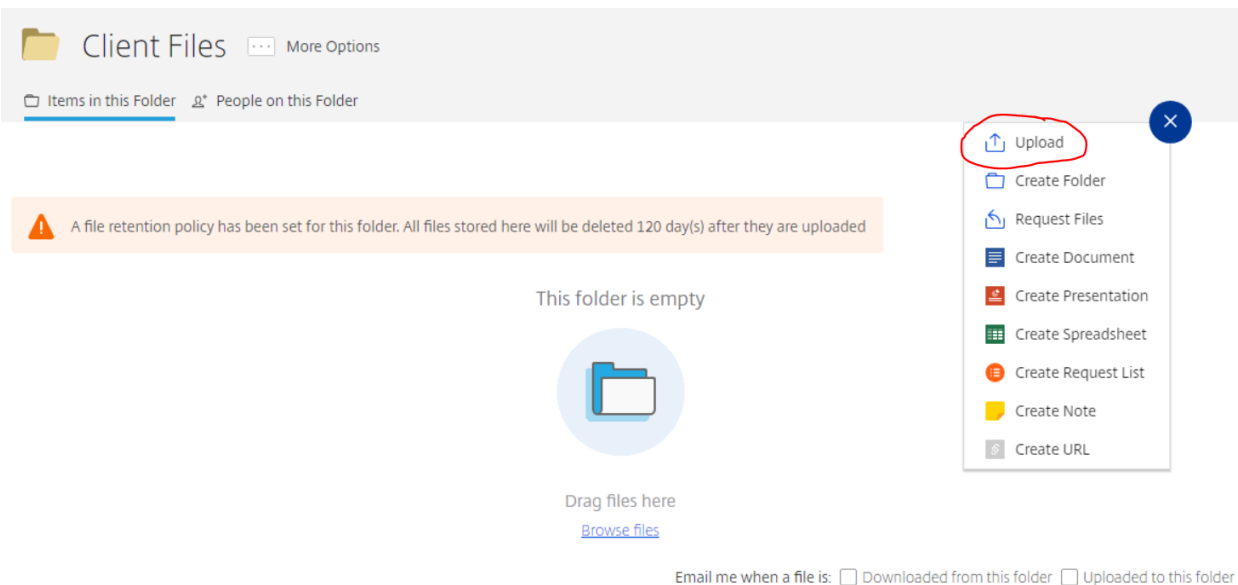 Client Files ... More Options
Items in this Folder People on this Folder
Upload
Create Folder
Request Files
Create Document
Create Presentation
Create Spreadsheet
Create Request List
Create Note
Create URL
A file retention policy has been set for this folder. All files stored here will be deleted 120 day(s) after they are uploaded
This folder is empty
Drag files here
Browse files
Email me when a file is: Downloaded from this folder Uploaded to this folder